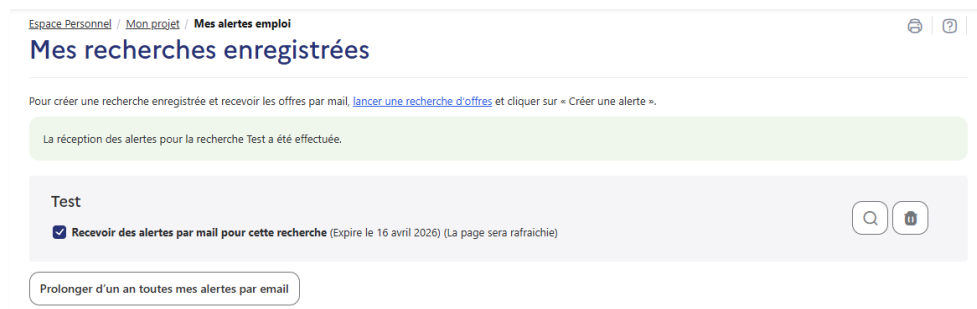 Espace Personnel / Mon projet / Mes alertes emploi
Mes recherches enregistrées
Pour créer une recherche enregistrée et recevoir les offres par mail, lancer une recherche d'offres et cliquer sur « Créer une alerte ».
La réception des alertes pour la recherche Test a été effectuée.
Test
Recevoir des alertes par mail pour cette recherche (Expire le 16 avril 2026) (La page sera rafraichie)
Prolonger d'un an toutes mes alertes par email